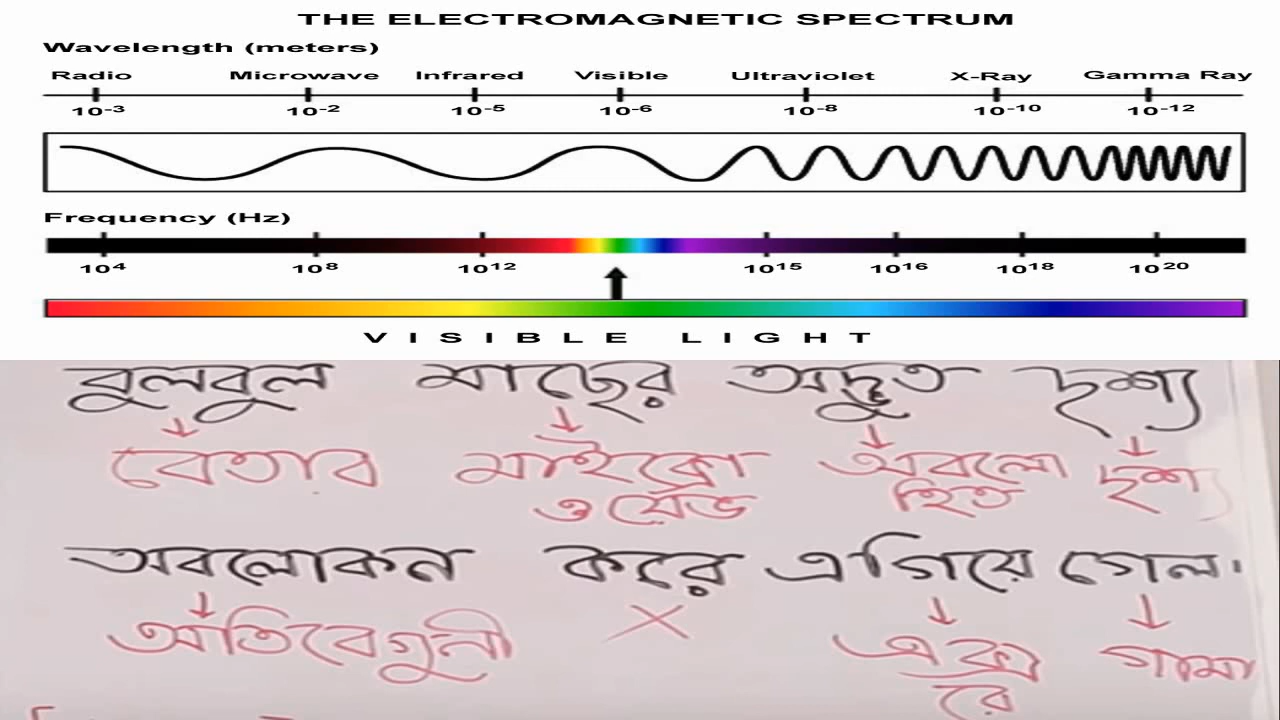 THE ELECTROMAGNETIC SPECTRUM
Wavelength (meters)
Radio Microwave Infrared Visible Ultraviolet X-Ray Gamma Ray
10-3 10-2 10-5 10-6 10-8 10-10 10-12
Frequency (Hz)
104 108 1012 1015 1016 1018 1020
VISIBLE LIGHT
বুলবুল মাছের অদ্ভুত দৃশ্য
বেতার মাইক্রো অবলো দৃশ্য
ওয়েভ হিত
অবলোকন করে এগিয়ে গেল।
অতিবেগুনী X এক্স গামা
রে